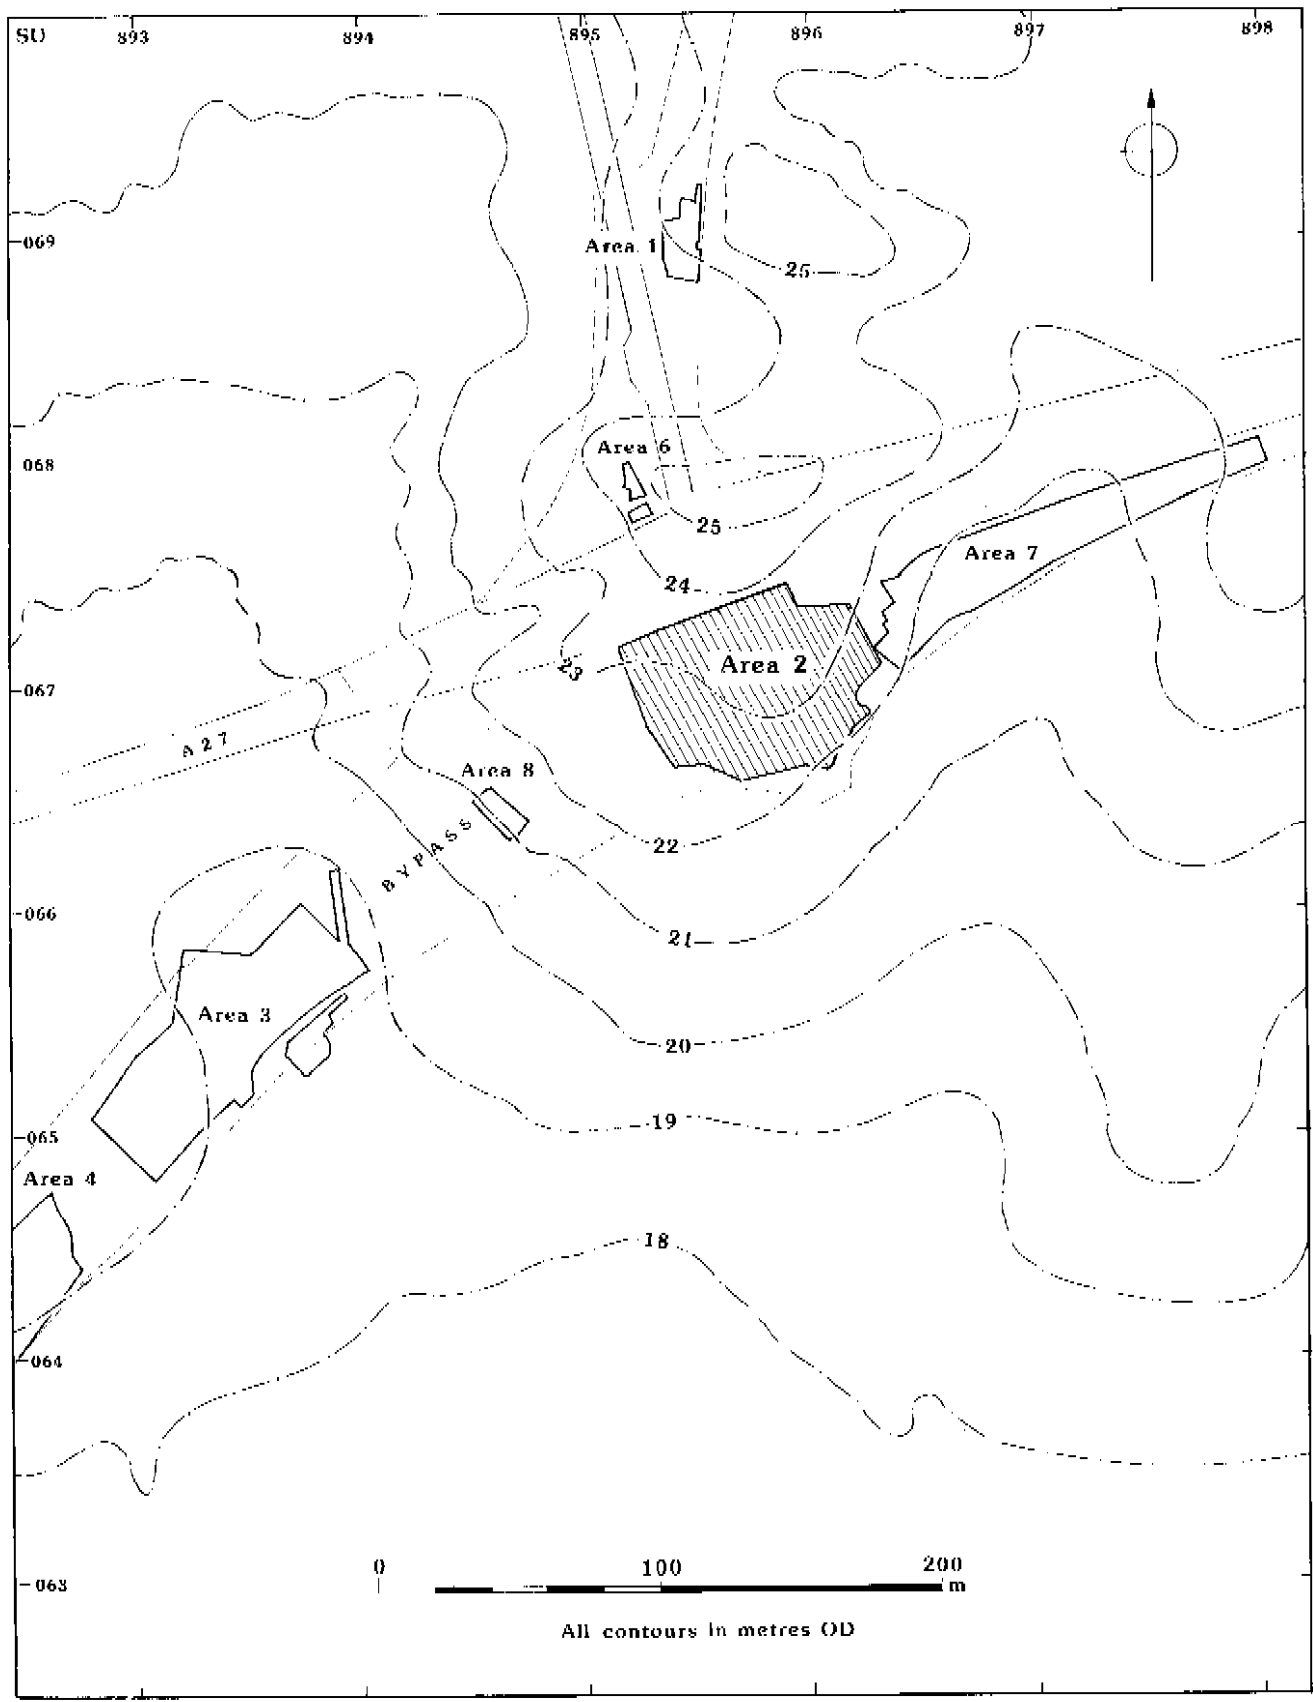 SU 893 894 895 896 897 898
069
Area 1
25
Area 6
068
25
Area 7
24
Area 2
23
067
A27
Area 8
BYPASS
22
066
21
Area 3
20
19
065
Area 4
18
064
0 100 200
063
m
All contours in metres OD